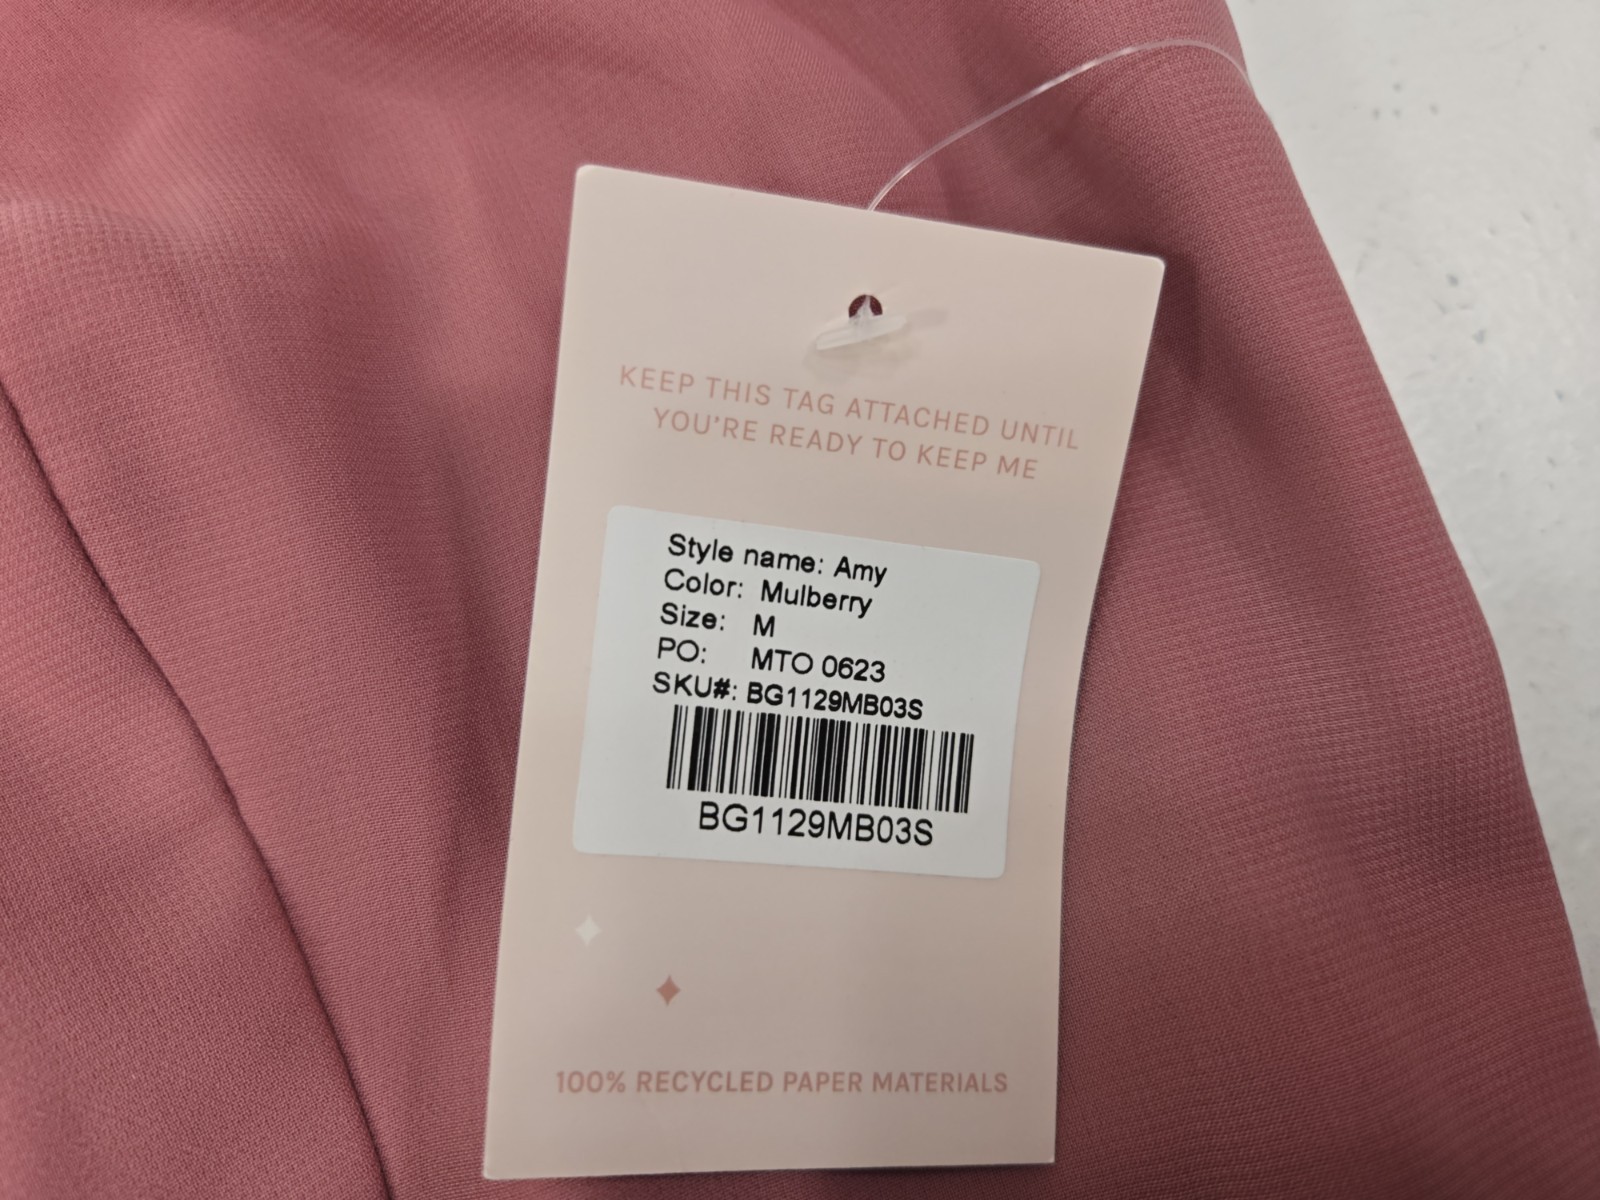 KEEP THIS TAG ATTACHED UNTIL
YOU'RE READY TO KEEP ME
Style name: Amy
Color: Mulberry
Size: M
PO: MTO 0623
SKU#: BG1129MB03S
BG1129MB03S
100% RECYCLED PAPER MATERIALS